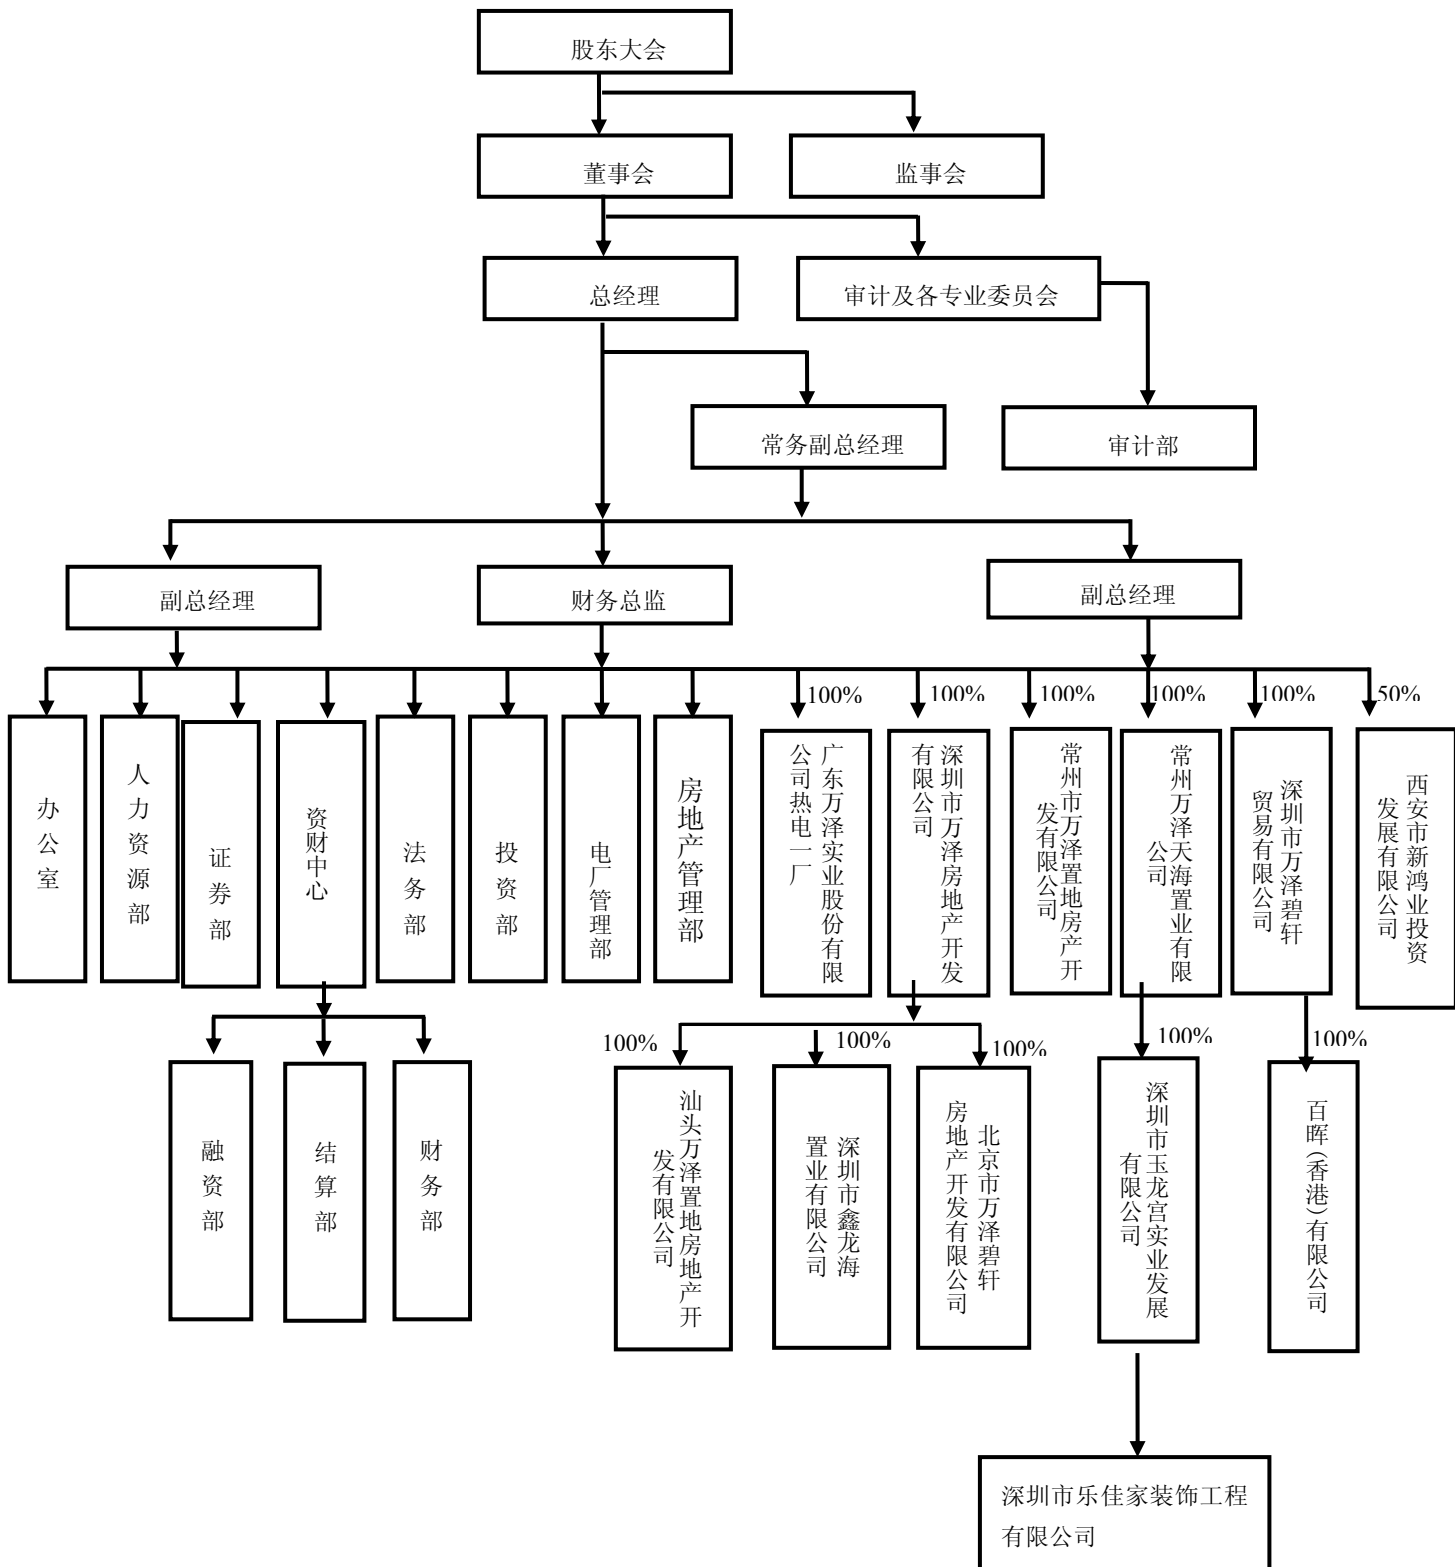 股东大会
董事会
监事会
总经理
审计及各专业委员会
常务副总经理
审计部
副总经理
财务总监
副总经理
100%
100%
100%
100%
100%
50%
办公室
人力资源部
证券部
资财中心
法务部
投资部
电厂管理部
房地产管理部
广东万泽实业股份有限
公司热电一厂
深圳市万泽房地产开发
有限公司
常州市万泽置地房产开
发有限公司
常州万泽天海置业有限
公司
深圳市万泽碧轩
贸易有限公司
西安市新鸿业投资
发展有限公司
100%
100%
100%
100%
100%
融资部
结算部
财务部
汕头万泽置地房地产开
发有限公司
深圳市鑫龙海
置业有限公司
北京市万泽碧轩
房地产开发有限公司
深圳市玉龙宫实业发展
有限公司
百晖(香港)有限公司
深圳市乐佳家装饰工程
有限公司